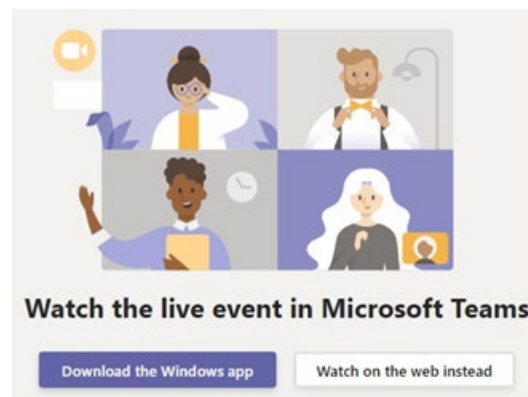 Watch the live event in Microsoft Teams
Download the Windows app
Watch on the web instead